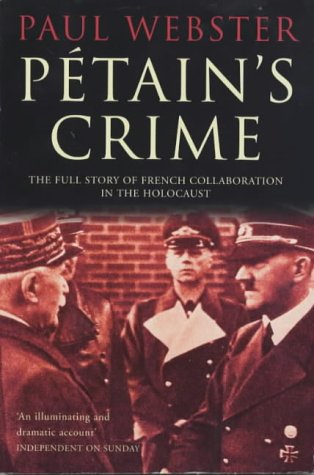 PAUL WEBSTER
PÉTAIN'S
CRIME
THE FULL STORY OF FRENCH COLLABORATION
IN THE HOLOCAUST
'An illuminating and
dramatic account'
INDEPENDENT ON SUNDAY